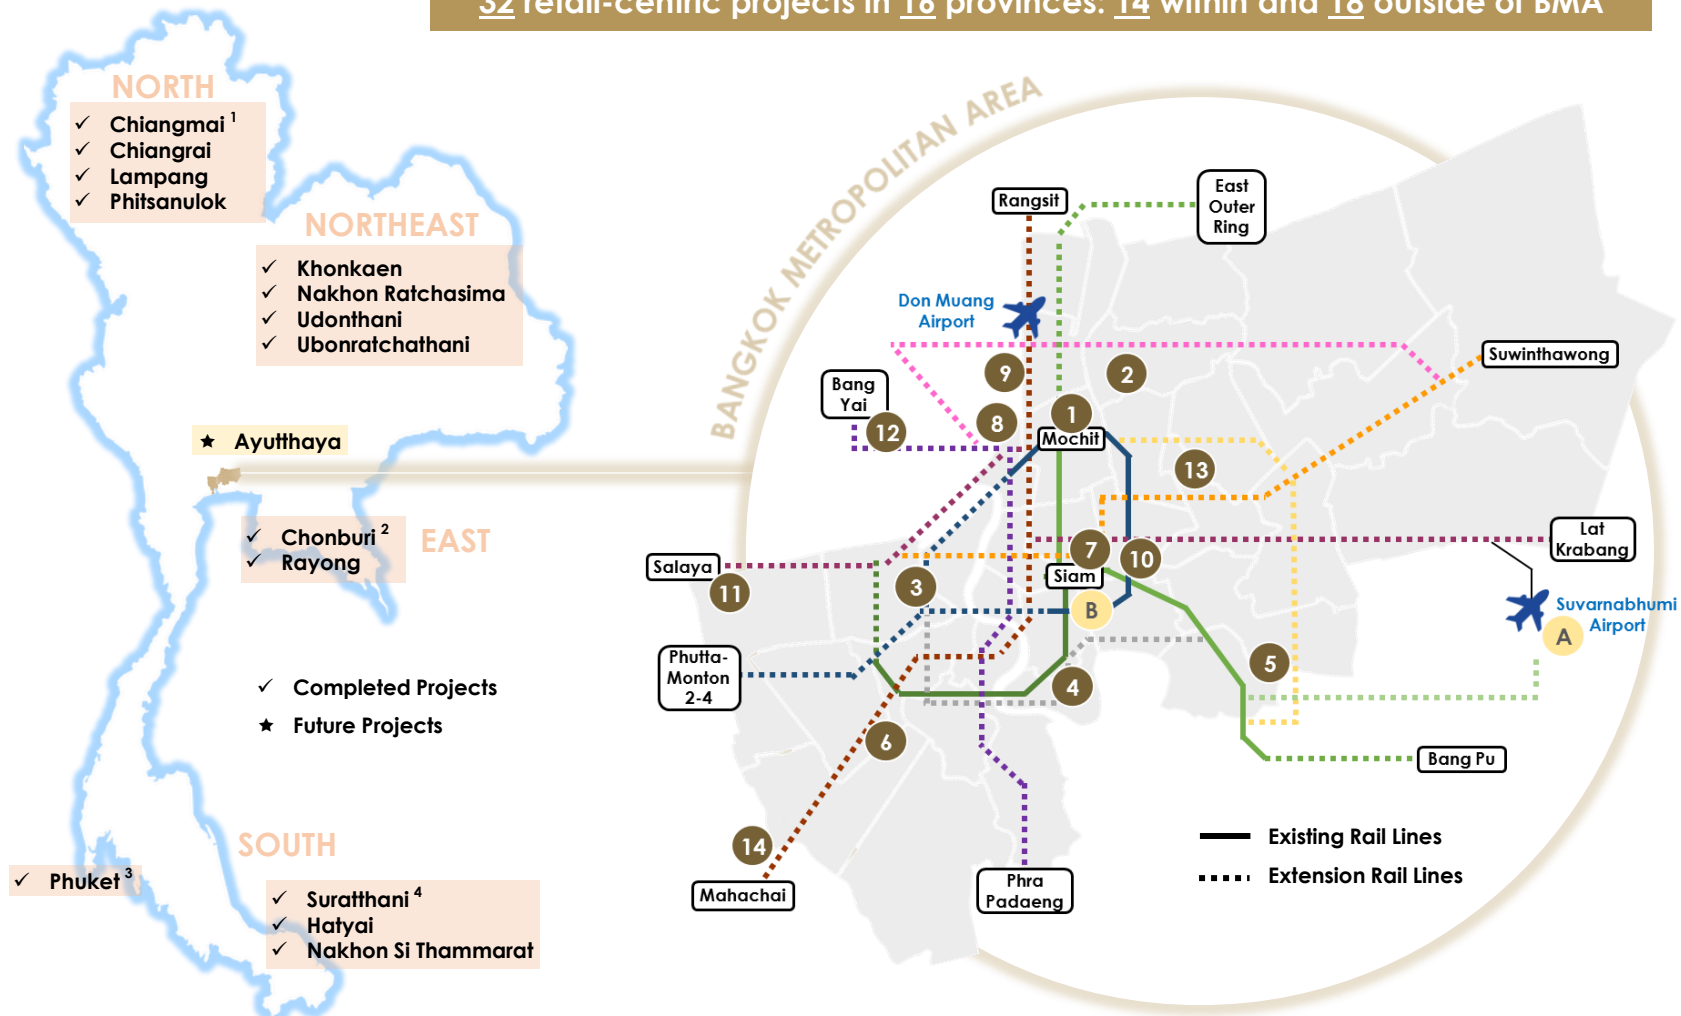 32 retail-centric projects in 16 provinces: 14 within and 18 outside of BMA
NORTH
✓ Chiangmai 1
✓ Chiangrai
✓ Lampang
✓ Phitsanulok
NORTHEAST
✓ Khonkaen
✓ Nakhon Ratchasima
✓ Udonthani
✓ Ubonratchathani
★ Ayutthaya
✓ Chonburi 2
✓ Rayong
EAST
✓ Completed Projects
★ Future Projects
SOUTH
✓ Phuket 3
✓ Suratthani 4
✓ Hatyai
✓ Nakhon Si Thammarat
BANGKOK METROPOLITAN AREA
Rangsit
East
Outer
Ring
Don Muang
Airport
Suwinthawong
9
2
Bang
Yai
12
8
1
Mochit
13
Lat
Krabang
7
10
Salaya
11
3
Siam
B
Suvarnabhumi
Airport
A
Phutta-
Monton
2-4
5
4
6
Bang Pu
14
Mahachai
Phra
Padaeng
Existing Rail Lines
Extension Rail Lines